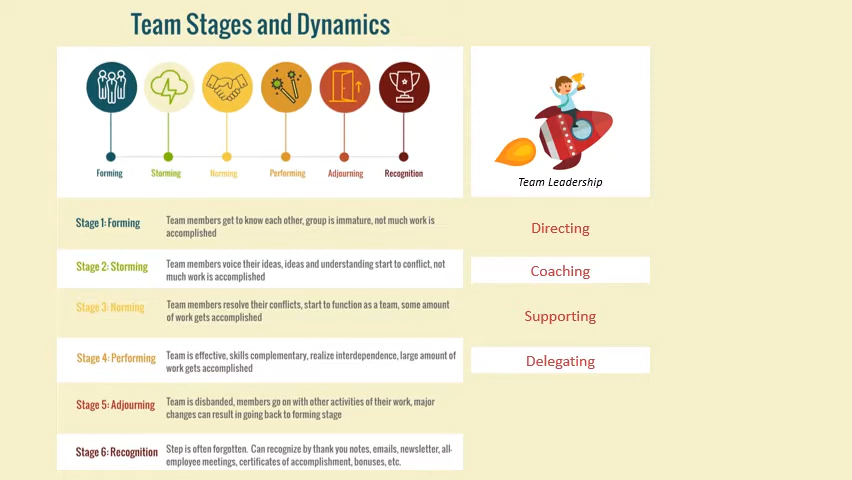 Team Stages and Dynamics
Forming
Storming
Norming
Performing
Adjourning
Recognition
Team Leadership
Stage 1: Forming
Team members get to know each other, group is immature, not much work is
accomplished
Directing
Stage 2: Storming
Team members voice their ideas, ideas and understanding start to conflict, not
much work is accomplished
Coaching
Stage 3: Norming
Team members resolve their conflicts, start to function as a team, some amount
of work gets accomplished
Supporting
Stage 4: Performing
Team is effective, skills complementary, realize interdependence, large amount of
work gets accomplished
Delegating
Stage 5: Adjourning
Team is disbanded, members go on with other activities of their work, major
changes can result in going back to forming stage
Stage 6: Recognition
Step is often forgotten. Can recognize by thank you notes, emails, newsletter, all-
employee meetings, certificates of accomplishment, bonuses, etc.